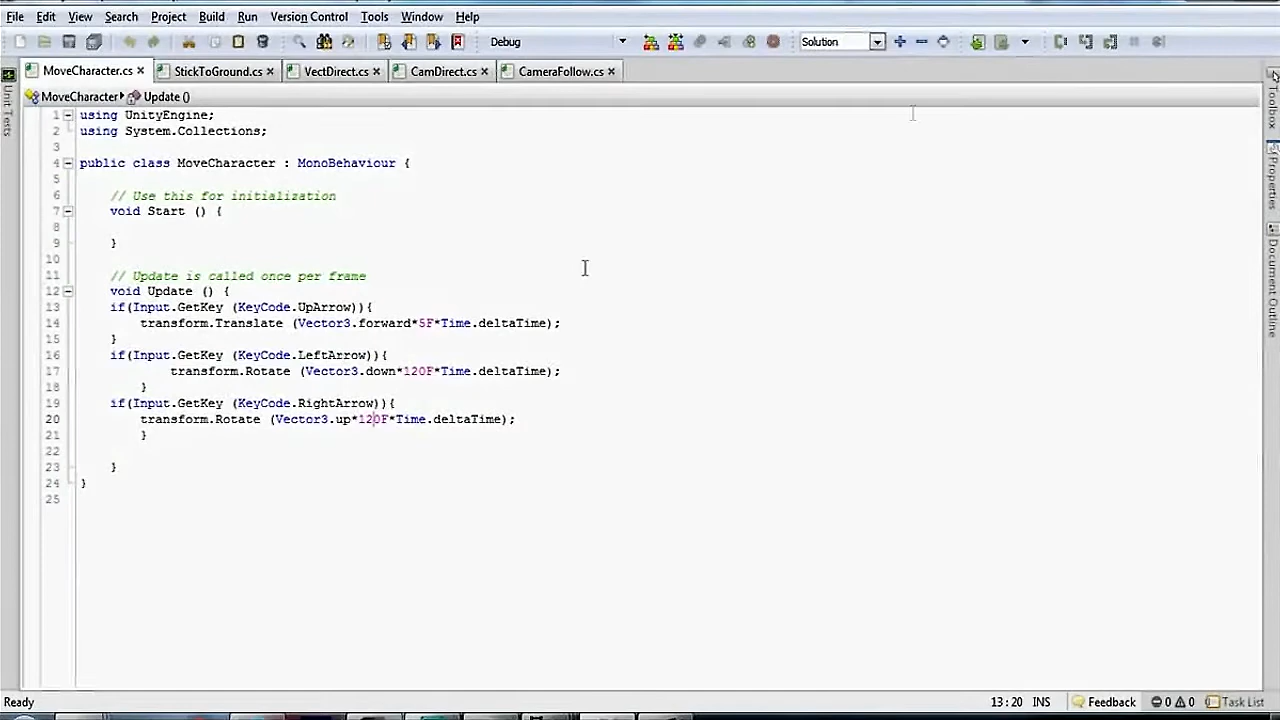 File Edit View Search Project Build Run Version Control Tools Window Help
Debug Solution
MoveCharacter.cs StickToGround.cs VectDirect.cs CamDirect.cs CameraFollow.cs
MoveCharacter Update ()
Unit Tests
Toolbox
Properties
Document Outline
1 using UnityEngine;
2 using System.Collections;
3
4 public class MoveCharacter : MonoBehaviour {
5
6 // Use this for initialization
7 void Start () {
8
9 }
10
11 // Update is called once per frame
12 void Update () {
13 if(Input.GetKey (KeyCode.UpArrow)){
14 transform.Translate (Vector3.forward*5F*Time.deltaTime);
15 }
16 if(Input.GetKey (KeyCode.LeftArrow)){
17 transform.Rotate (Vector3.down*120F*Time.deltaTime);
18 }
19 if(Input.GetKey (KeyCode.RightArrow)){
20 transform.Rotate (Vector3.up*120F*Time.deltaTime);
21 }
22
23 }
24 }
25
Ready 13:20 INS Feedback 0 0 Task List